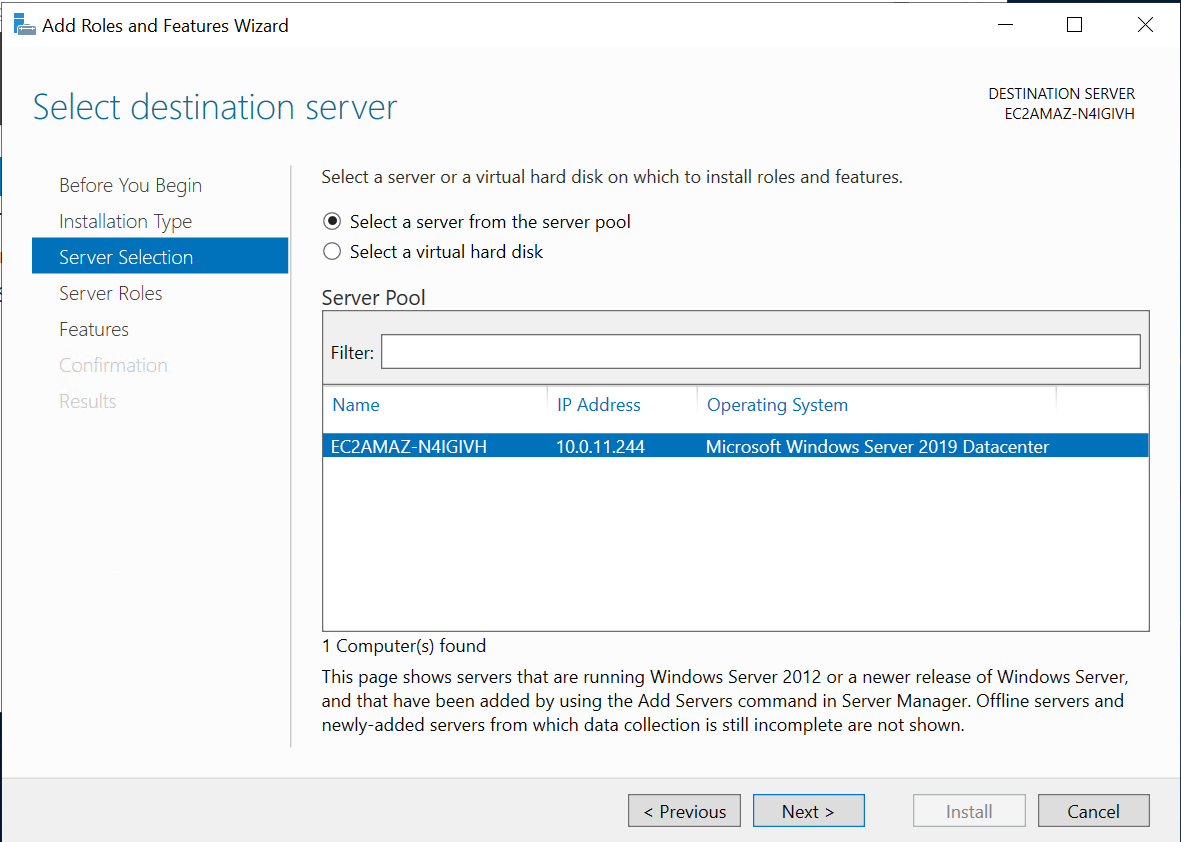 Add Roles and Features Wizard
Select destination server
DESTINATION SERVER
EC2AMAZ-N4IGIVH
Before You Begin
Installation Type
Server Selection
Server Roles
Features
Confirmation
Results
Select a server or a virtual hard disk on which to install roles and features.
Select a server from the server pool
Select a virtual hard disk
Server Pool
Filter:
Name IP Address Operating System
EC2AMAZ-N4IGIVH 10.0.11.244 Microsoft Windows Server 2019 Datacenter
1 Computer(s) found
This page shows servers that are running Windows Server 2012 or a newer release of Windows Server,
and that have been added by using the Add Servers command in Server Manager. Offline servers and
newly-added servers from which data collection is still incomplete are not shown.
< Previous Next > Install Cancel